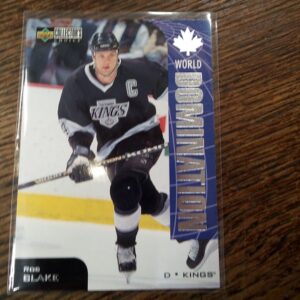 UPPER DECK
COLLECTOR'S
CHOICE
WORLD
DOMINATION
C
KINGS
ROB
BLAKE
D • KINGS